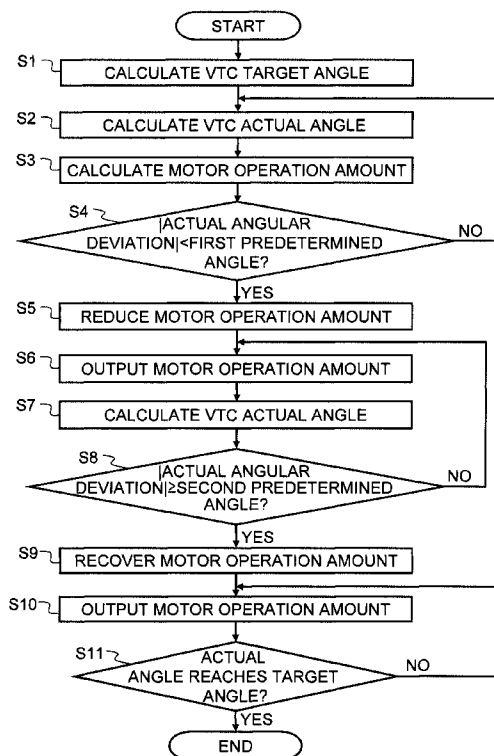 START
S1
CALCULATE VTC TARGET ANGLE
S2
CALCULATE VTC ACTUAL ANGLE
S3
CALCULATE MOTOR OPERATION AMOUNT
S4
|ACTUAL ANGULAR
DEVIATION|<FIRST PREDETERMINED
ANGLE?
NO
YES
S5
REDUCE MOTOR OPERATION AMOUNT
S6
OUTPUT MOTOR OPERATION AMOUNT
S7
CALCULATE VTC ACTUAL ANGLE
S8
|ACTUAL ANGULAR
DEVIATION|≥SECOND PREDETERMINED
ANGLE?
NO
YES
S9
RECOVER MOTOR OPERATION AMOUNT
S10
OUTPUT MOTOR OPERATION AMOUNT
S11
ACTUAL
ANGLE REACHES TARGET
ANGLE?
NO
YES
END